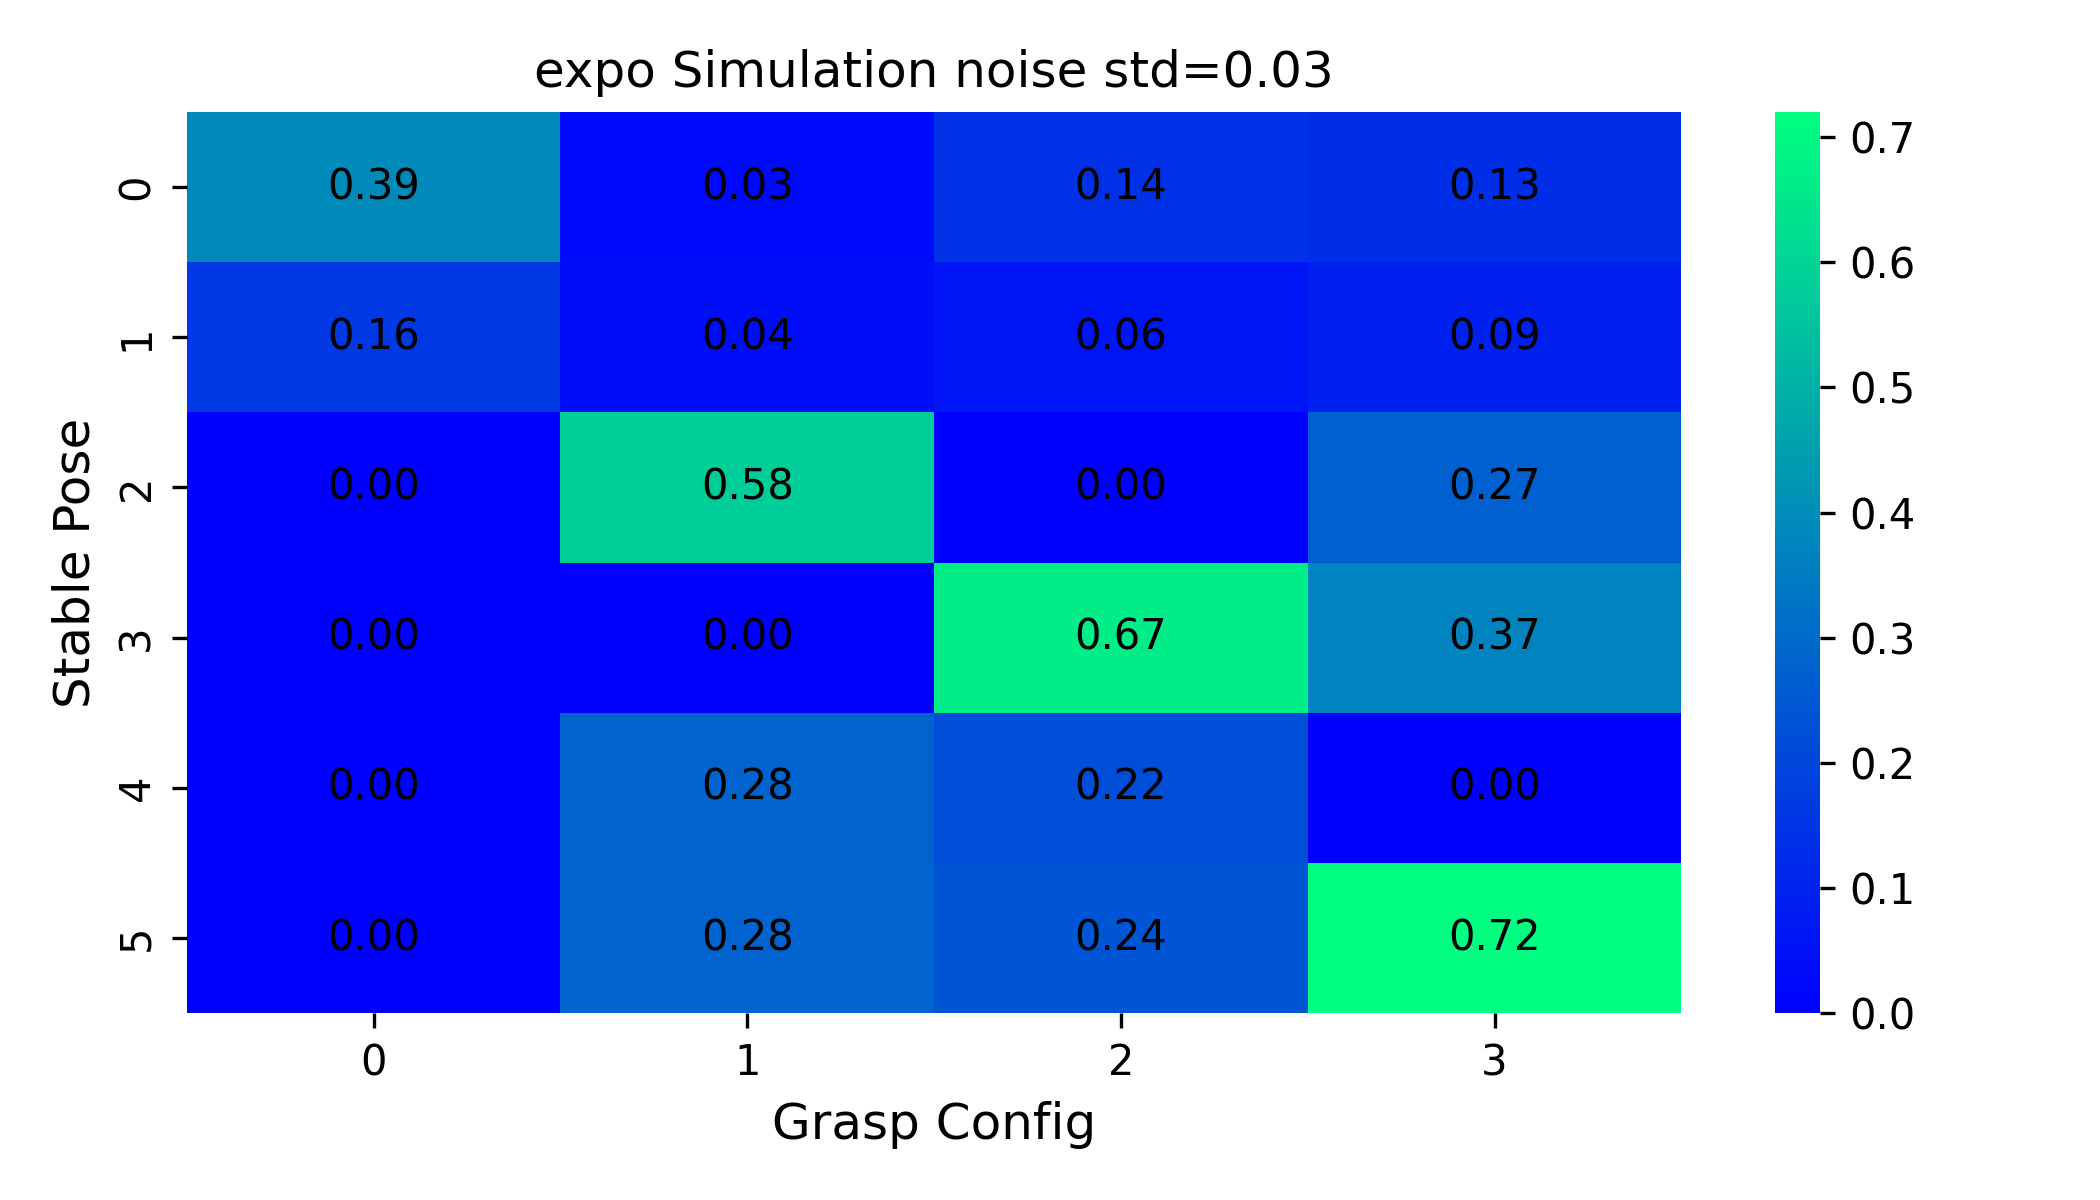 expo Simulation noise std=0.03
0 0.39 0.03 0.14 0.13
1 0.16 0.04 0.06 0.09
2 0.00 0.58 0.00 0.27
3 0.00 0.00 0.67 0.37
4 0.00 0.28 0.22 0.00
5 0.00 0.28 0.24 0.72
Stable Pose
0 1 2 3
Grasp Config
0.7
0.6
0.5
0.4
0.3
0.2
0.1
0.0